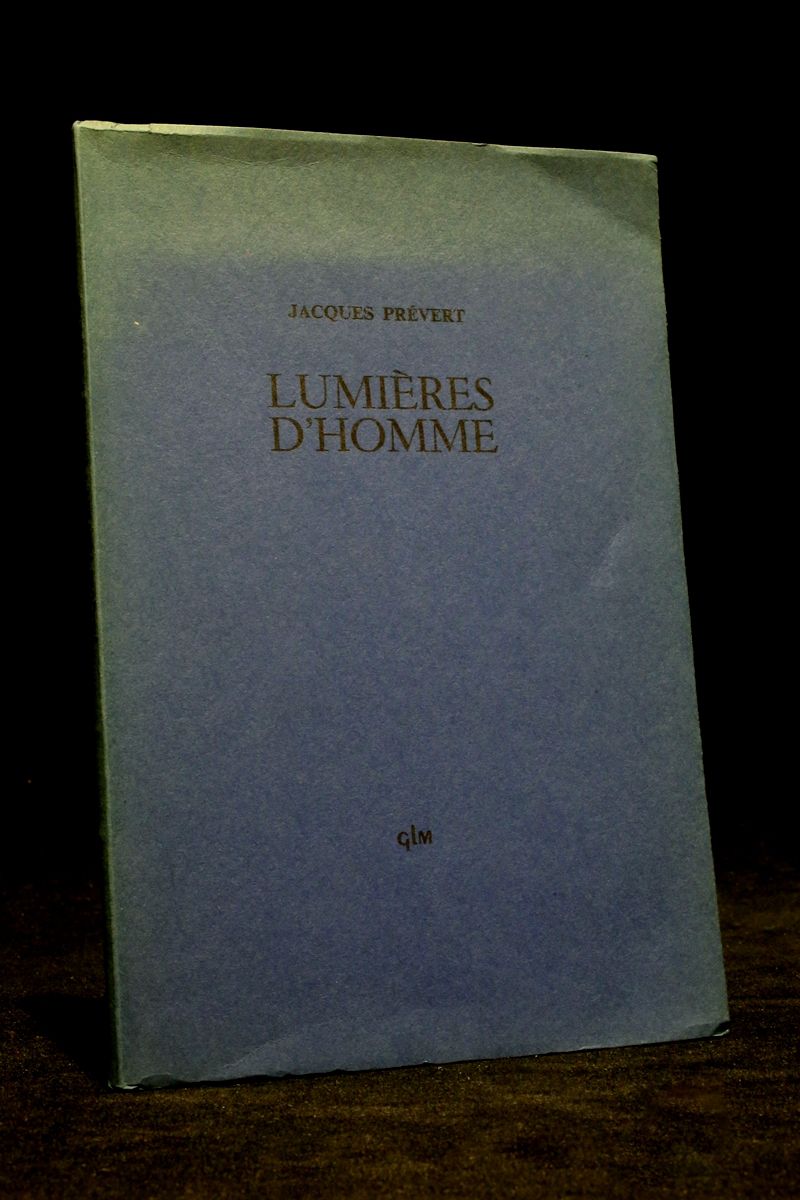 JACQUES PRÉVERT
LUMIÈRES
D'HOMME
GLM